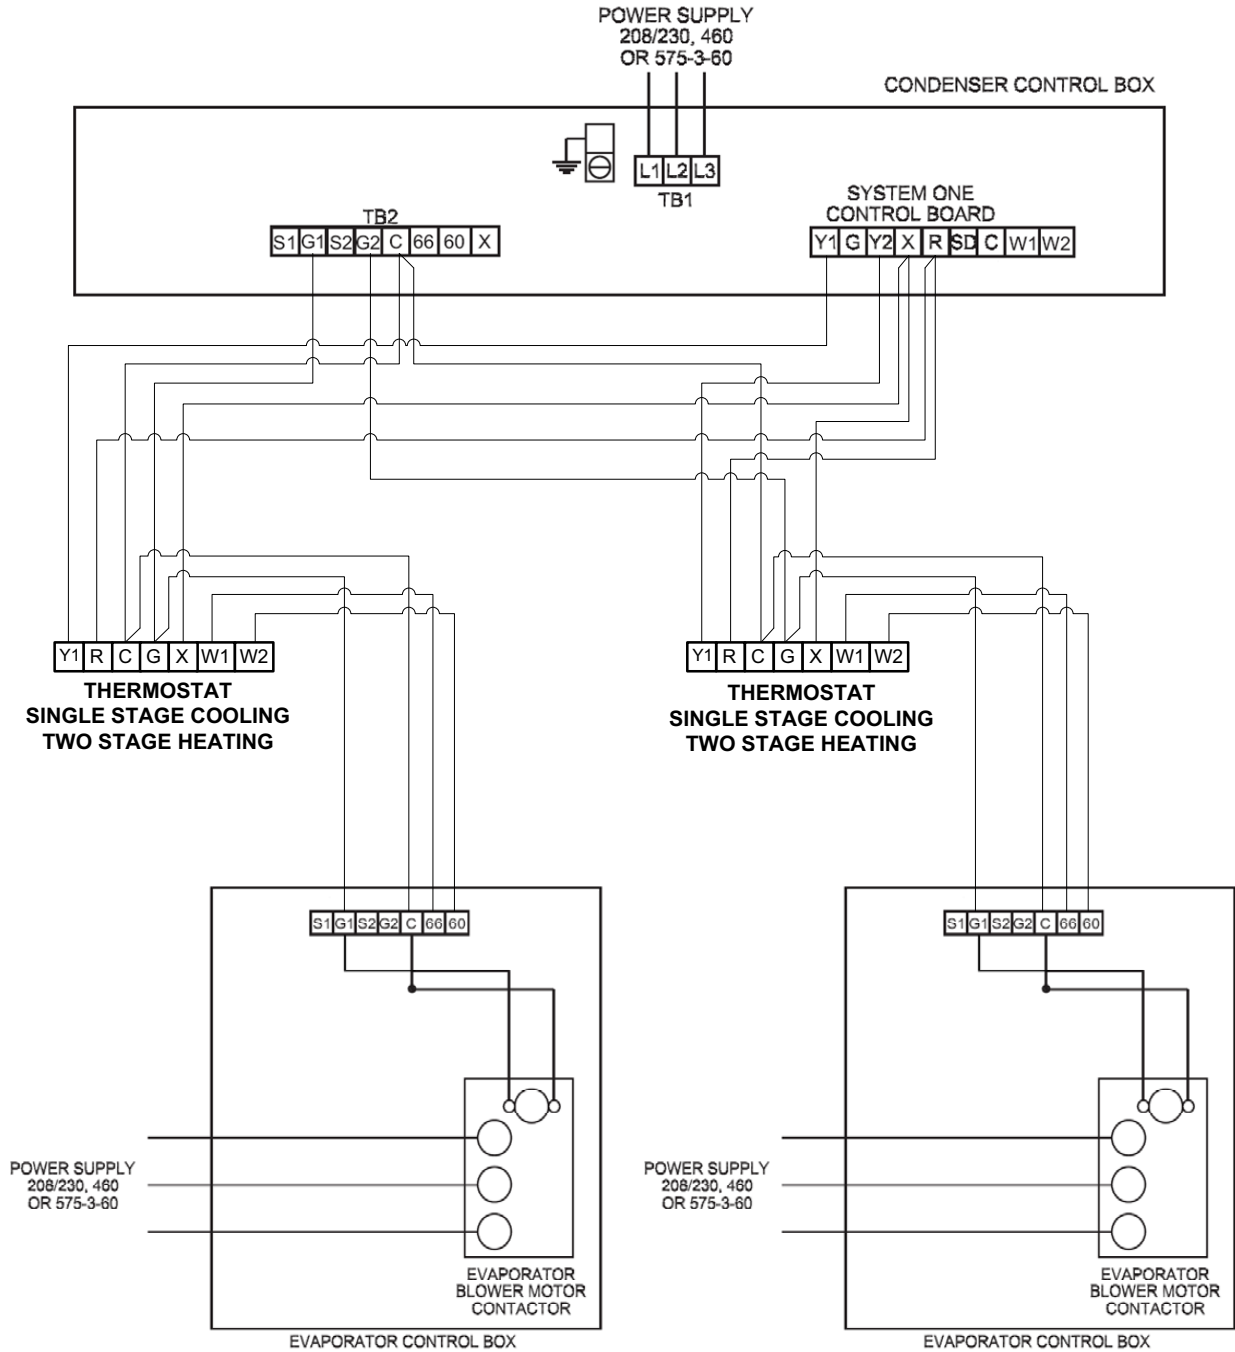 POWER SUPPLY
208/230, 460
OR 575-3-60
CONDENSER CONTROL BOX
L1 L2 L3
TB1
SYSTEM ONE
CONTROL BOARD
TB2
S1 G1 S2 G2 C 66 60 X
Y1 G Y2 X R SD C W1 W2
Y1 R C G X W1 W2
THERMOSTAT
SINGLE STAGE COOLING
TWO STAGE HEATING
Y1 R C G X W1 W2
THERMOSTAT
SINGLE STAGE COOLING
TWO STAGE HEATING
S1 G1 S2 G2 C 66 60
S1 G1 S2 G2 C 66 60
POWER SUPPLY
208/230, 460
OR 575-3-60
EVAPORATOR
BLOWER MOTOR
CONTACTOR
EVAPORATOR CONTROL BOX
POWER SUPPLY
208/230, 460
OR 575-3-60
EVAPORATOR
BLOWER MOTOR
CONTACTOR
EVAPORATOR CONTROL BOX